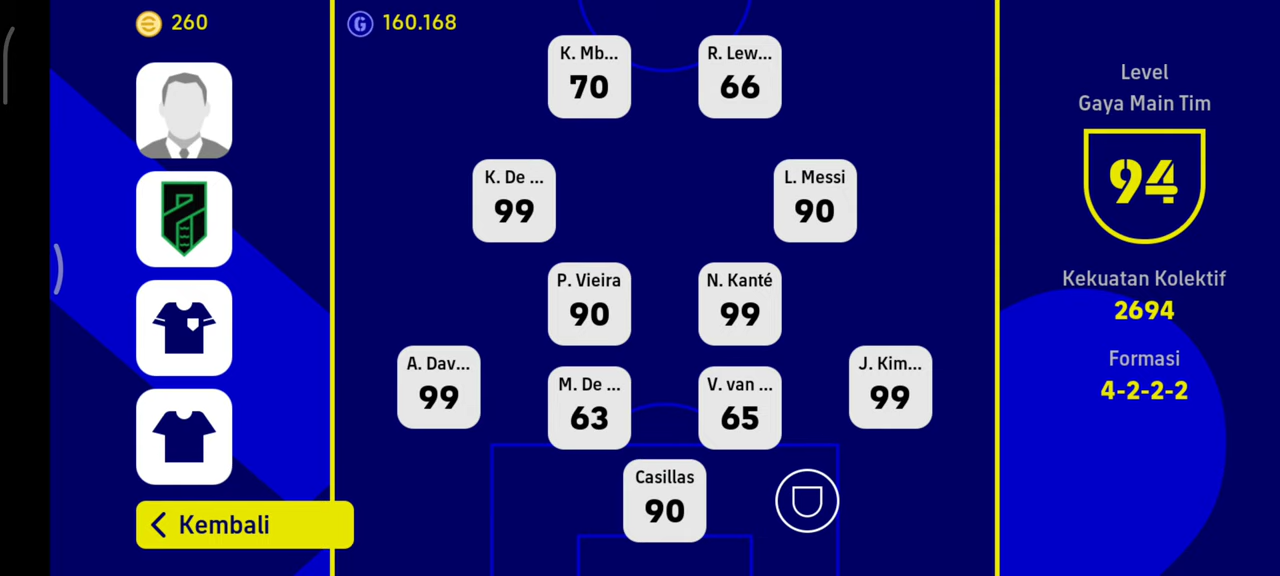 260
160.168
K. Mb...
70
R. Lew...
66
K. De ...
99
L. Messi
90
P. Vieira
90
N. Kanté
99
A. Dav...
99
M. De ...
63
V. van ...
65
J. Kim...
99
Casillas
90
Kembali
Level
Gaya Main Tim
94
Kekuatan Kolektif
2694
Formasi
4-2-2-2